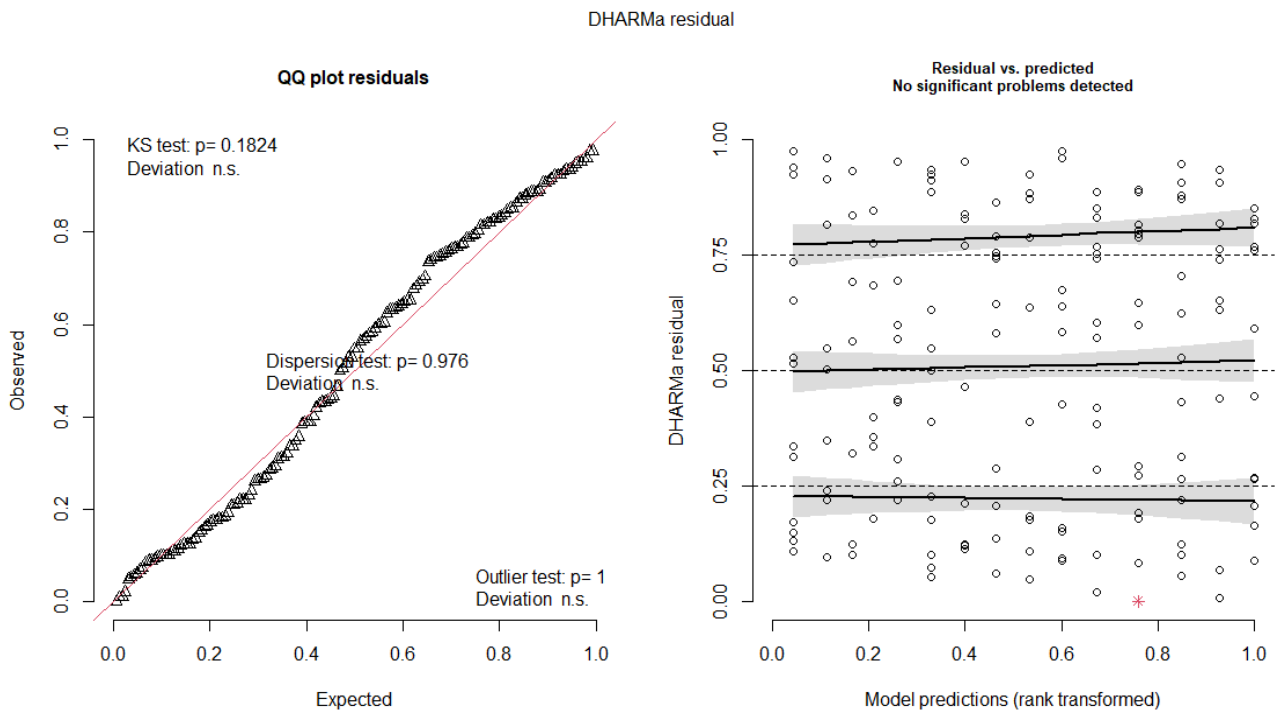 DHARMa residual
QQ plot residuals
KS test: p= 0.1824
Deviation n.s.
Dispersion test: p= 0.976
Deviation n.s.
Outlier test: p= 1
Deviation n.s.
Observed
0.0
0.2
0.4
0.6
0.8
1.0
0.0
0.2
0.4
0.6
0.8
1.0
Expected
Residual vs. predicted
No significant problems detected
DHARMa residual
0.00
0.25
0.50
0.75
1.00
0.0
0.2
0.4
0.6
0.8
1.0
Model predictions (rank transformed)